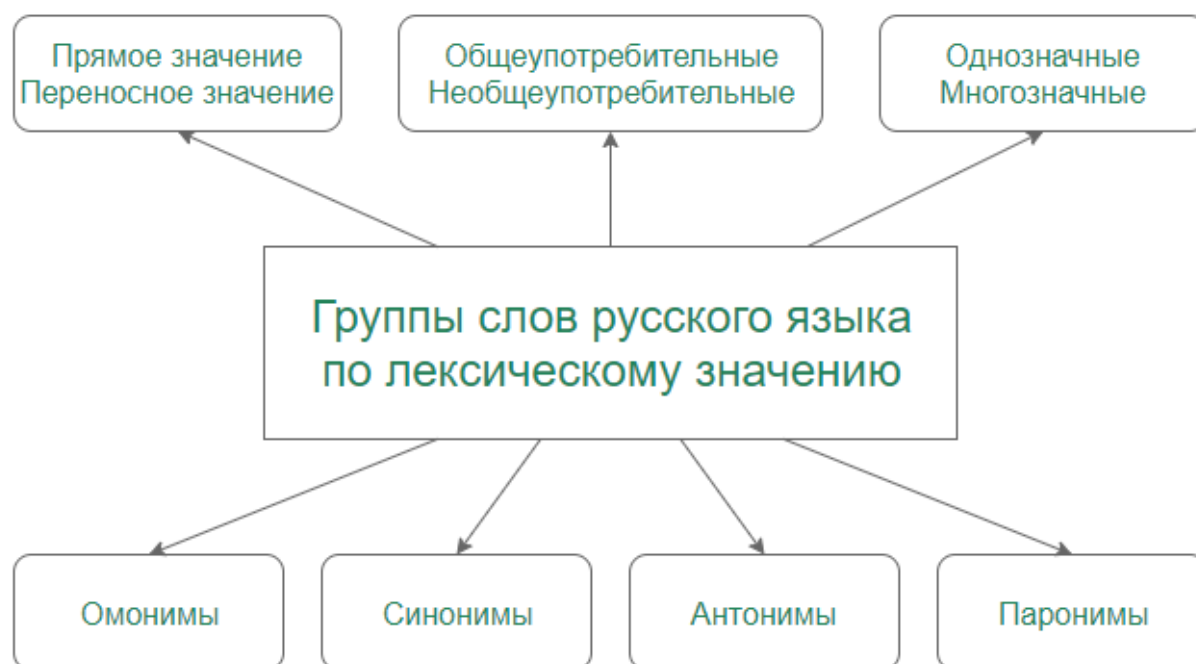 Прямое значение
Переносное значение
Общеупотребительные
Необщеупотребительные
Однозначные
Многозначные
Группы слов русского языка
по лексическому значению
Омонимы
Синонимы
Антонимы
Паронимы